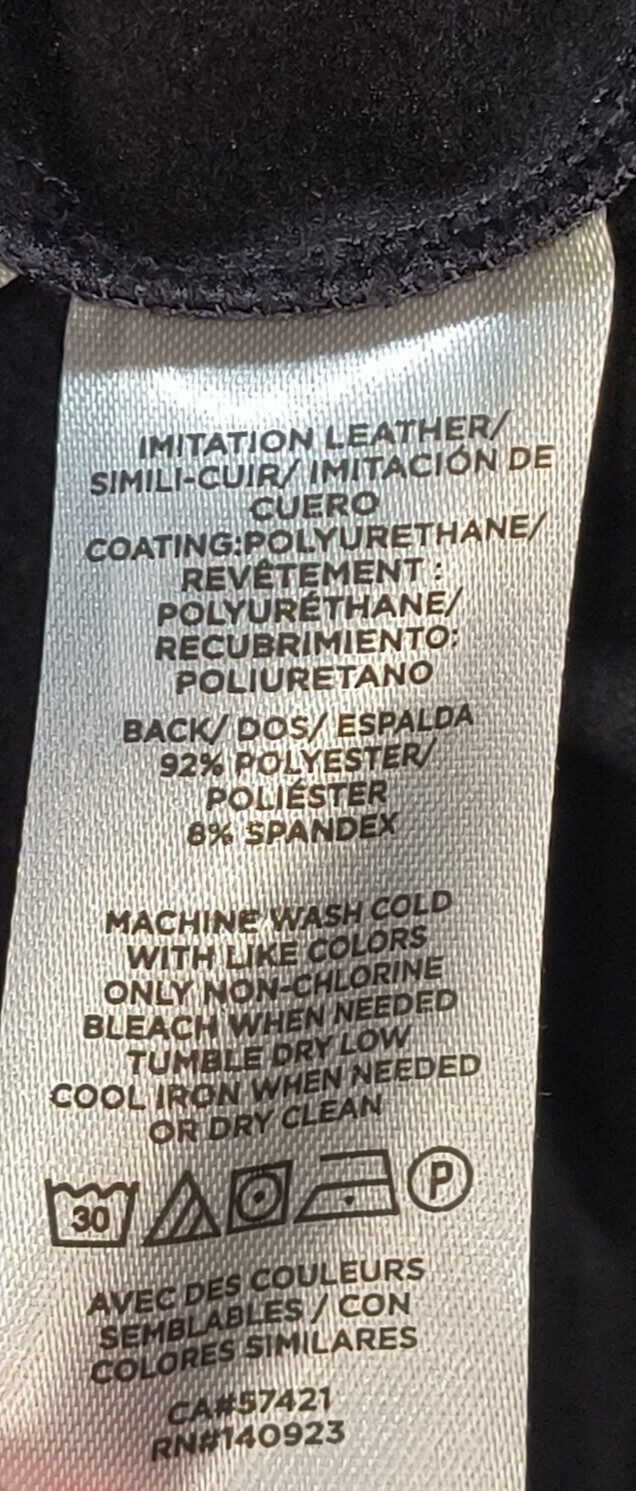 IMITATION LEATHER/
SIMILI-CUIR/ IMITACIÓN DE
CUERO
COATING:POLYURETHANE/
REVÊTEMENT :
POLYURÉTHANE/
RECUBRIMIENTO:
POLIURETANO
BACK/ DOS/ ESPALDA
92% POLYESTER/
POLIÉSTER
8% SPANDEX
MACHINE WASH COLD
WITH LIKE COLORS
ONLY NON-CHLORINE
BLEACH WHEN NEEDED
TUMBLE DRY LOW
COOL IRON WHEN NEEDED
OR DRY CLEAN
30 P
AVEC DES COULEURS
SEMBLABLES / CON
COLORES SIMILARES
CA#57421
RN#140923